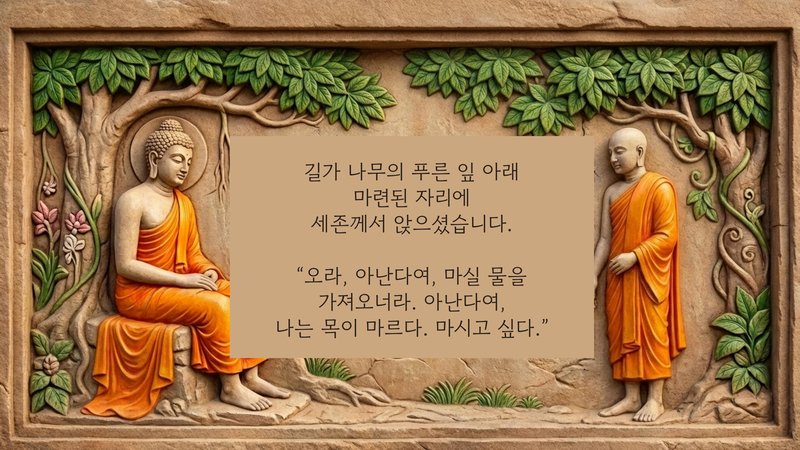 길가 나무의 푸른 잎 아래
마련된 자리에
세존께서 앉으셨습니다.
“오라, 아난다여, 마실 물을
가져오너라. 아난다여,
나는 목이 마르다. 마시고 싶다.”